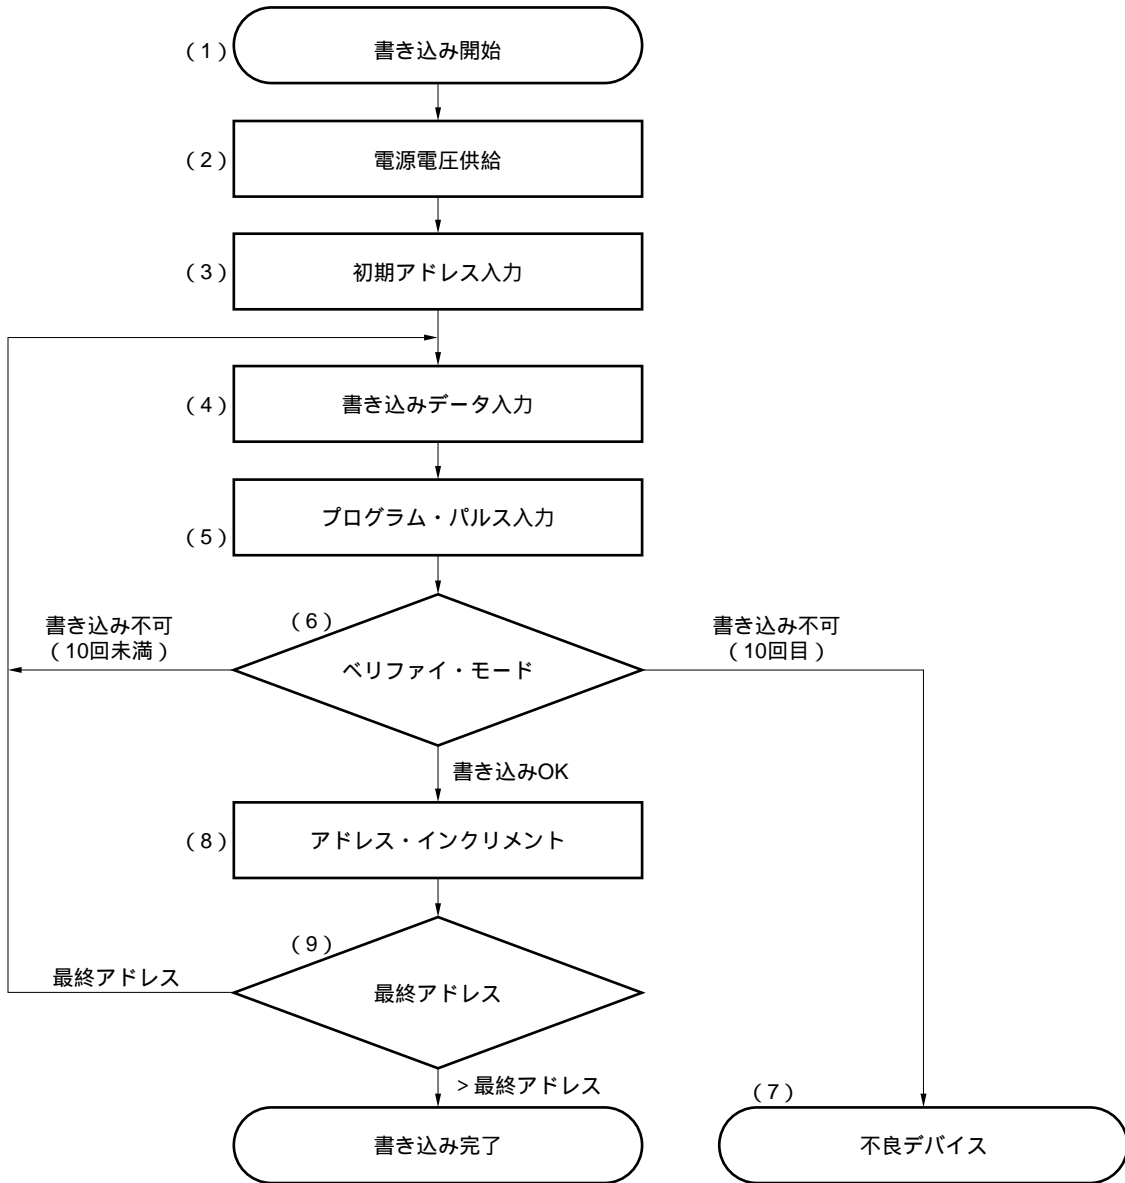 (1) 書き込み開始
(2) 電源電圧供給
(3) 初期アドレス入力
(4) 書き込みデータ入力
(5) プログラム・パルス入力
(6)
書き込み不可
(10回未満)
ベリファイ・モード
書き込み不可
(10回目)
書き込みOK
(8) アドレス・インクリメント
(9)
最終アドレス
最終アドレス
>最終アドレス
書き込み完了
(7)
不良デバイス